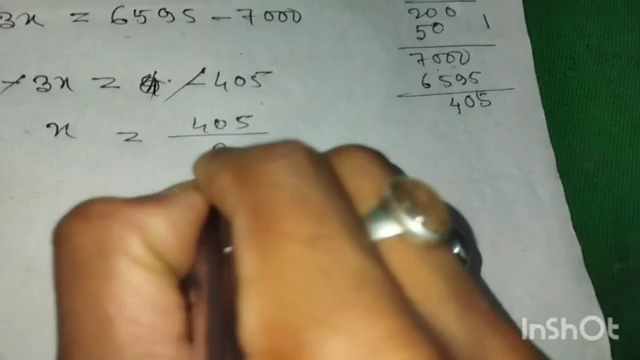 3x = 6595 - 7000
-3x = -405
x = 405
200
50 1
7000
6595
405
InShOt